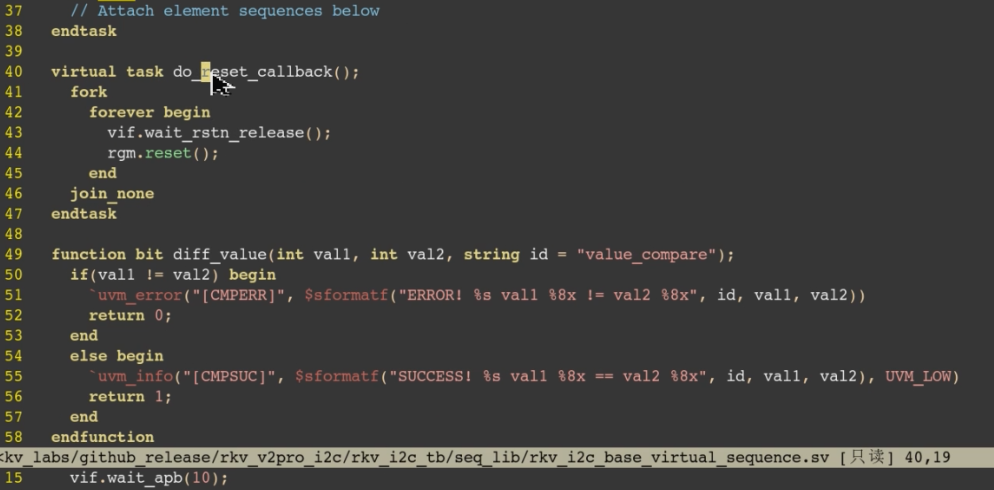 37     // Attach element sequences below
38   endtask
39
40   virtual task do_reset_callback();
41     fork
42       forever begin
43         vif.wait_rstn_release();
44         rgm.reset();
45       end
46     join_none
47   endtask
48
49   function bit diff_value(int val1, int val2, string id = "value_compare");
50     if(val1 != val2) begin
51       `uvm_error("[CMPERR]", $sformatf("ERROR! %s val1 %8x != val2 %8x", id, val1, val2))
52       return 0;
53     end
54     else begin
55       `uvm_info("[CMPSUC]", $sformatf("SUCCESS! %s val1 %8x == val2 %8x", id, val1, val2), UVM_LOW)
56       return 1;
57     end
58   endfunction
<kv_labs/github_release/rkv_v2pro_i2c/rkv_i2c_tb/seq_lib/rkv_i2c_base_virtual_sequence.sv [只读] 40,19
15     vif.wait_apb(10);